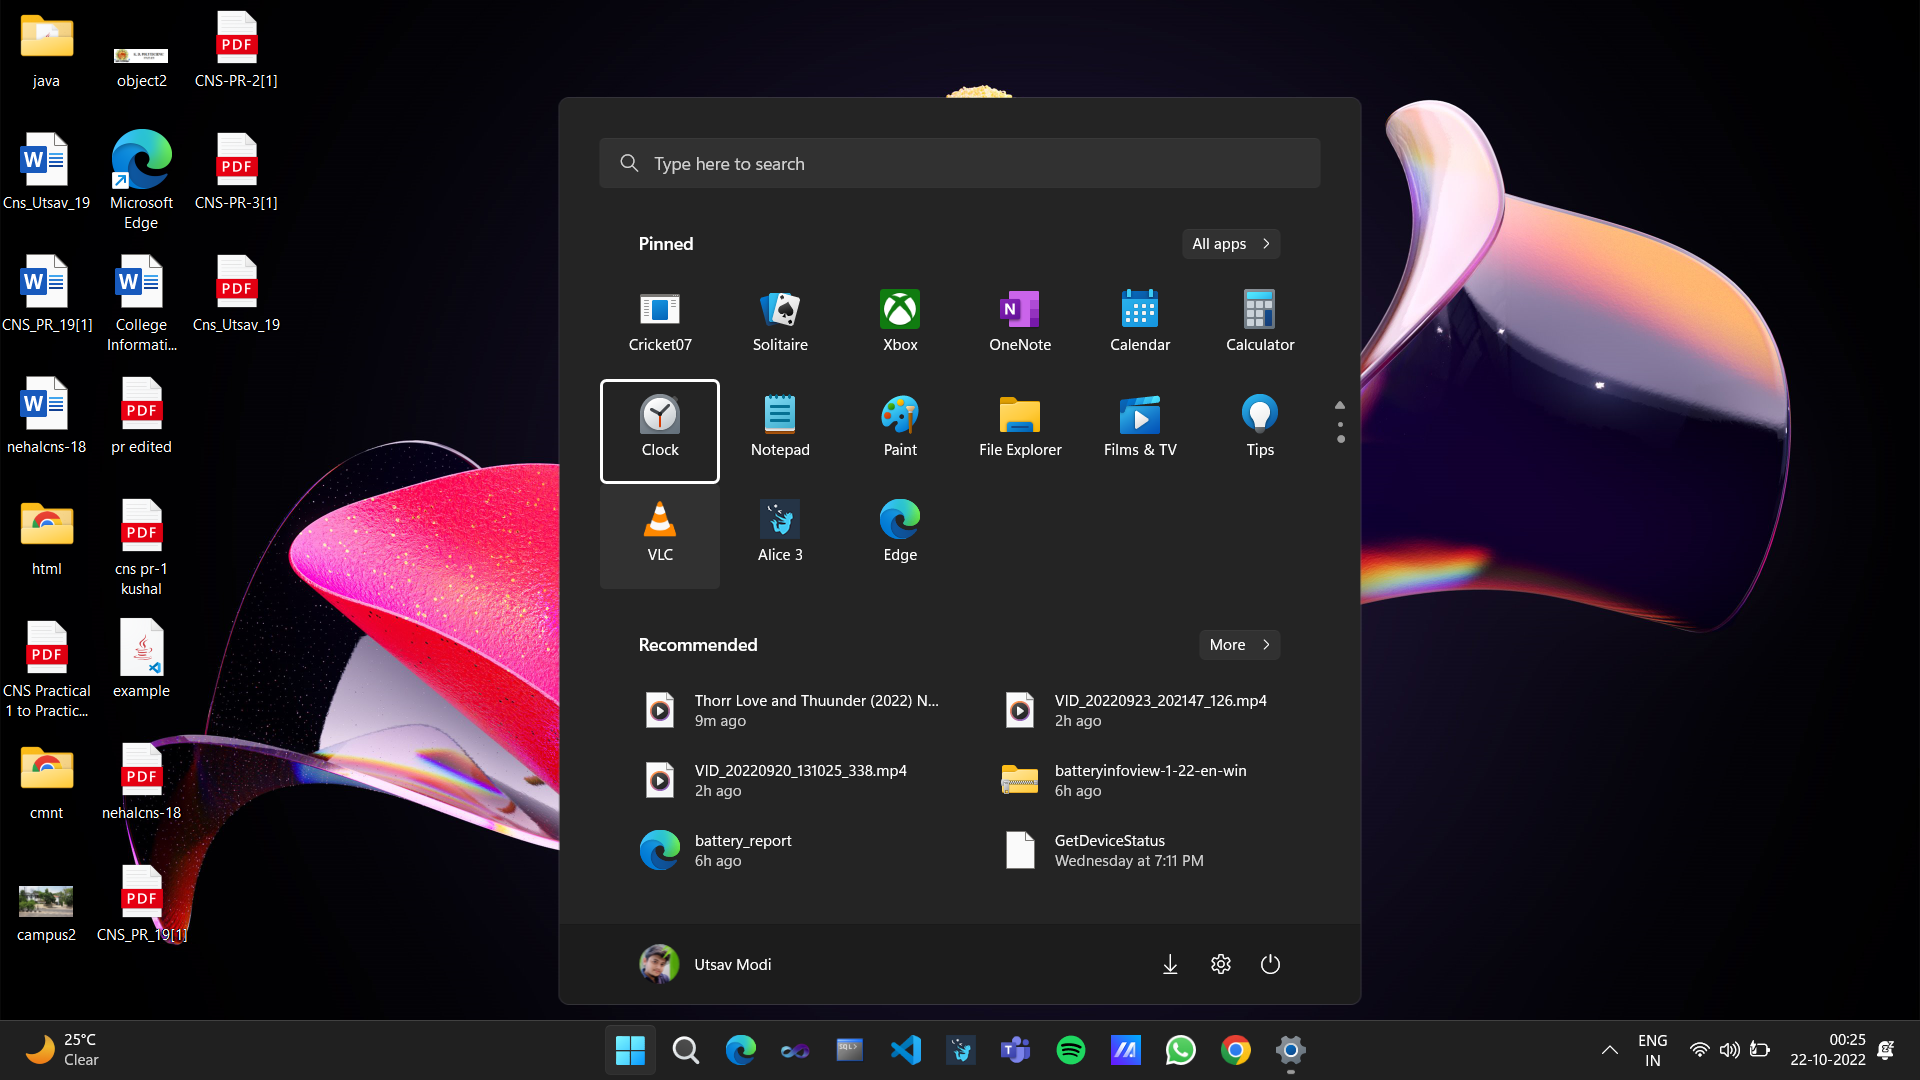 java
object2
CNS-PR-2[1]
Cns_Utsav_19
Microsoft
Edge
CNS-PR-3[1]
CNS_PR_19[1]
College
Informati...
Cns_Utsav_19
nehalcns-18
pr edited
html
cns pr-1
kushal
CNS Practical
1 to Practic...
example
cmnt
nehalcns-18
campus2
CNS_PR_19[1]
Type here to search
Pinned
All apps
Cricket07
Solitaire
Xbox
OneNote
Calendar
Calculator
Clock
Notepad
Paint
File Explorer
Films & TV
Tips
VLC
Alice 3
Edge
Recommended
More
Thorr Love and Thuunder (2022) N...
9m ago
VID_20220923_202147_126.mp4
2h ago
VID_20220920_131025_338.mp4
2h ago
batteryinfoview-1-22-en-win
6h ago
battery_report
6h ago
GetDeviceStatus
Wednesday at 7:11 PM
Utsav Modi
25°C
Clear
ENG
IN
00:25
22-10-2022